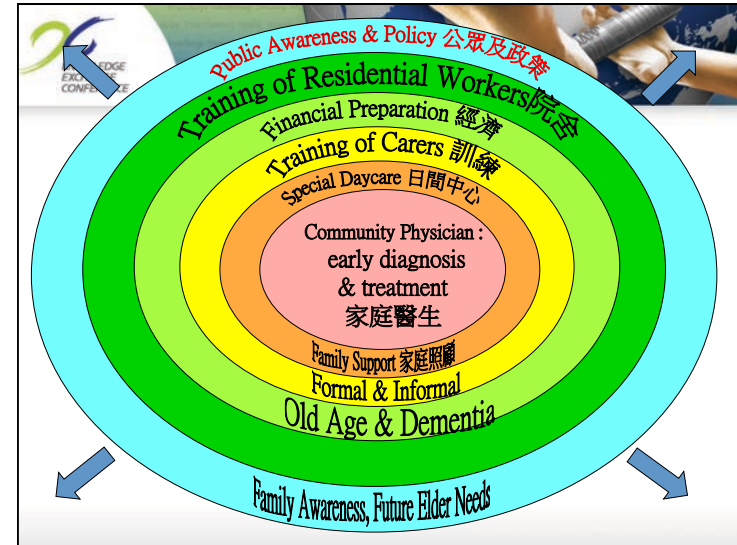 EDGE
EXCHANGE
CONFERENCE
Public Awareness & Policy 公眾及政策
Training of Residential Workers院舍
Financial Preparation 經濟
Training of Carers 訓練
Special Daycare 日間中心
Community Physician :
early diagnosis
& treatment
家庭醫生
Family Support 家庭照顧
Formal & Informal
Old Age & Dementia
Family Awareness, Future Elder Needs